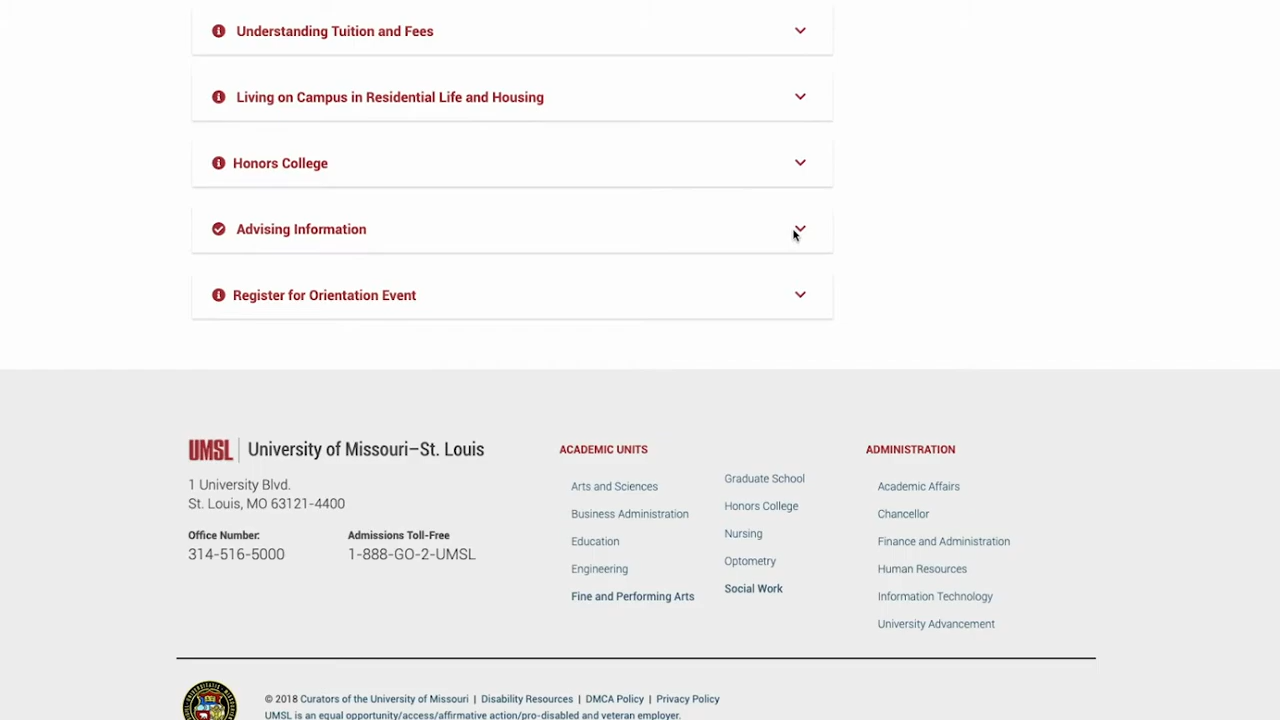 Understanding Tuition and Fees
Living on Campus in Residential Life and Housing
Honors College
Advising Information
Register for Orientation Event
UMSL | University of Missouri–St. Louis
1 University Blvd.
St. Louis, MO 63121-4400
Office Number:
314-516-5000
Admissions Toll-Free
1-888-GO-2-UMSL
ACADEMIC UNITS
Arts and Sciences
Business Administration
Education
Engineering
Fine and Performing Arts
Graduate School
Honors College
Nursing
Optometry
Social Work
ADMINISTRATION
Academic Affairs
Chancellor
Finance and Administration
Human Resources
Information Technology
University Advancement
© 2018 Curators of the University of Missouri | Disability Resources | DMCA Policy | Privacy Policy
UMSL is an equal opportunity/access/affirmative action/pro-disabled and veteran employer.